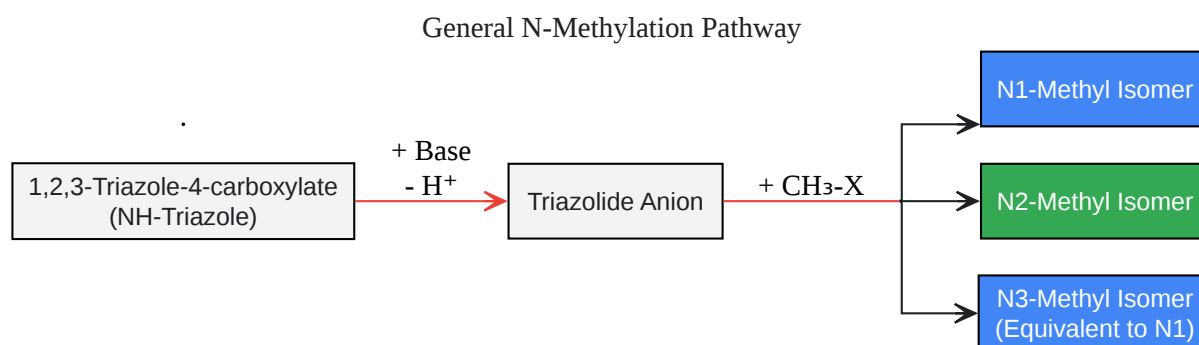 General N-Methylation Pathway
.
1,2,3-Triazole-4-carboxylate
(NH-Triazole)
+ Base
- H⁺
Triazolide Anion
+ CH₃-X
N1-Methyl Isomer
N2-Methyl Isomer
N3-Methyl Isomer
(Equivalent to N1)